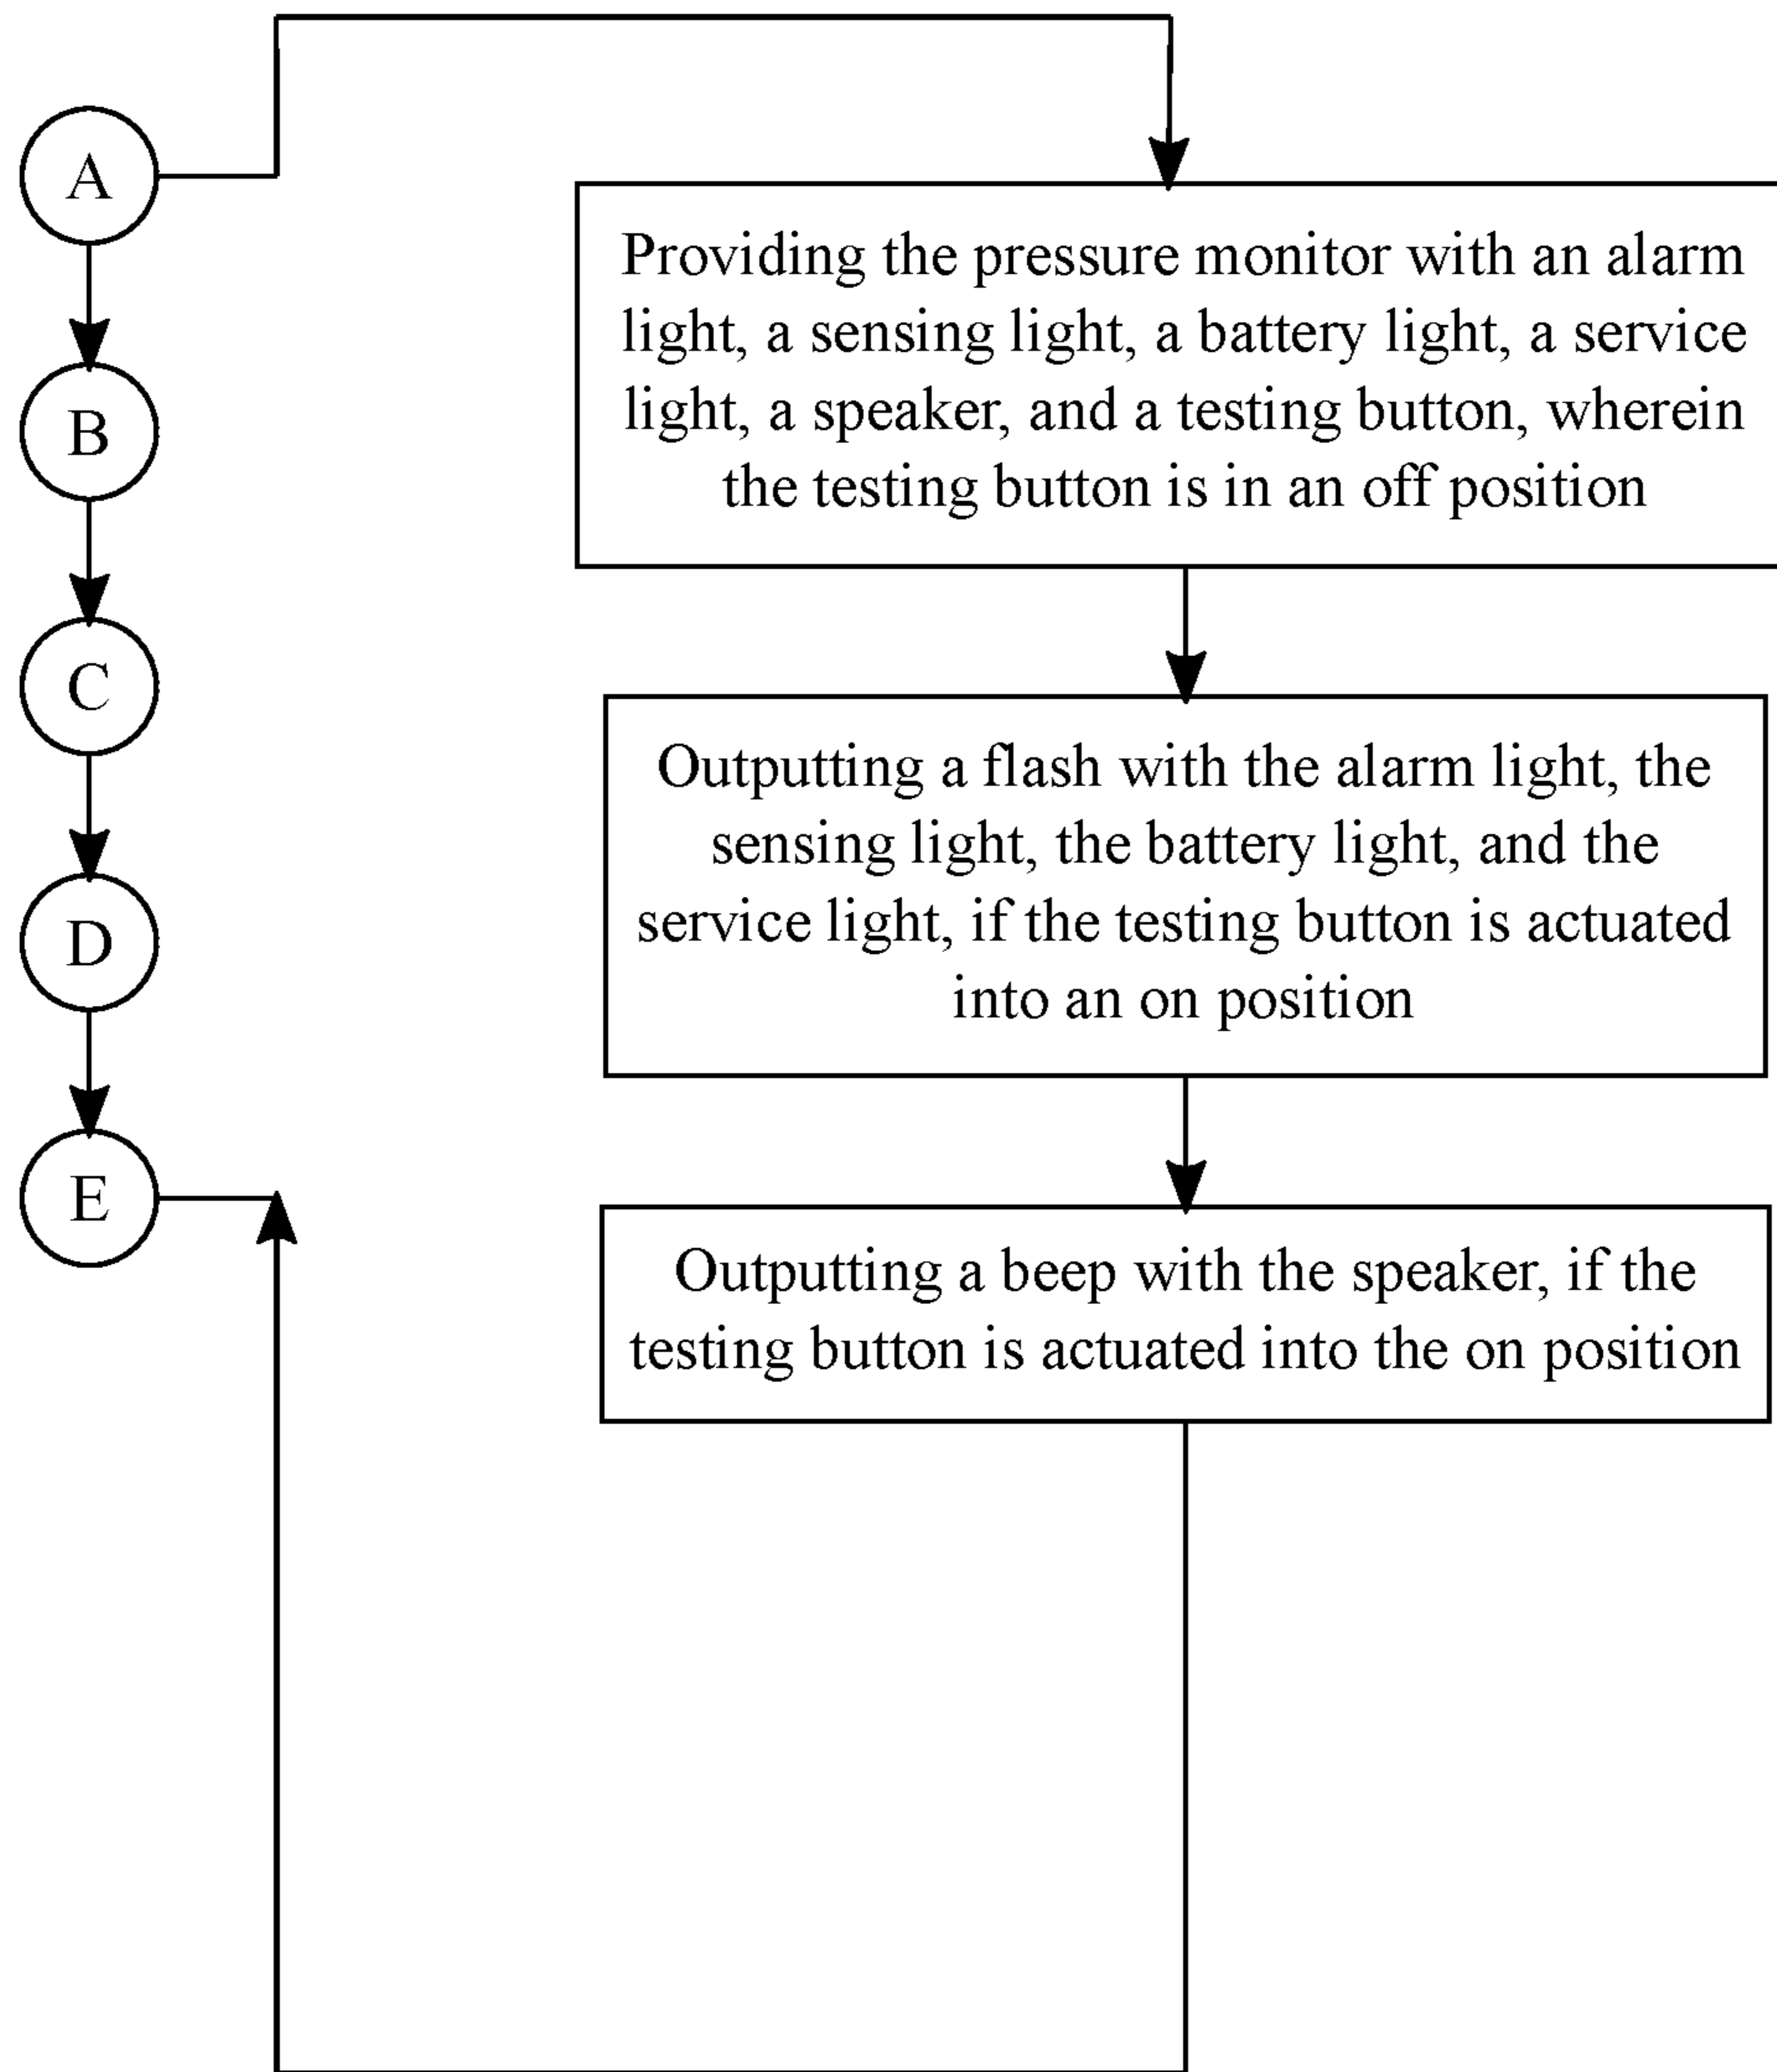 A
B
C
D
E
Providing the pressure monitor with an alarm
light, a sensing light, a battery light, a service
light, a speaker, and a testing button, wherein
the testing button is in an off position
Outputting a flash with the alarm light, the
sensing light, the battery light, and the
service light, if the testing button is actuated
into an on position
Outputting a beep with the speaker, if the
testing button is actuated into the on position